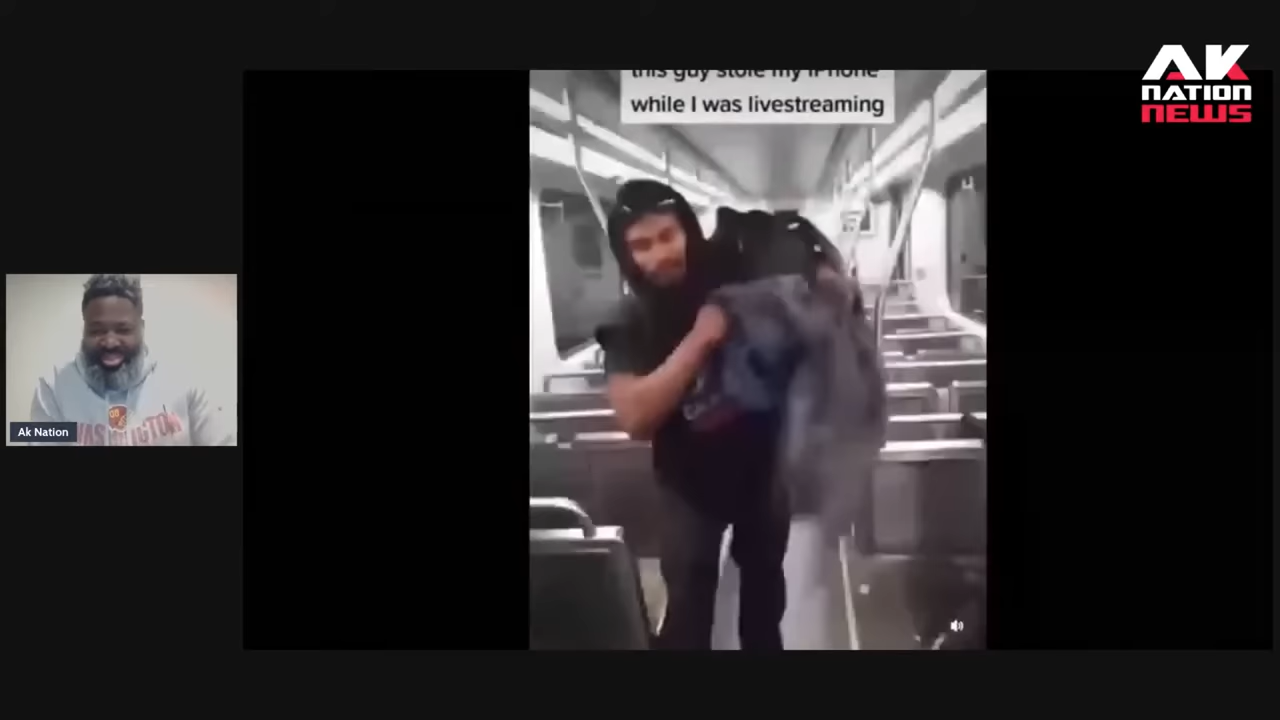 this guy stole my iPhone
while I was livestreaming
AK
NATION
NEWS
Ak Nation